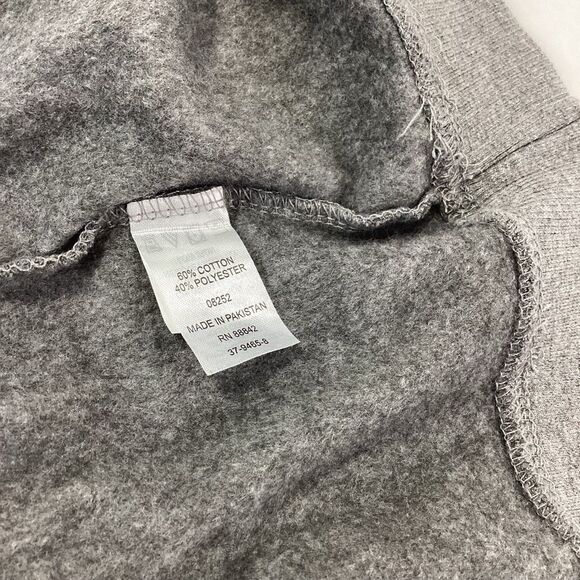 60% COTTON
40% POLYESTER
08252
MADE IN PAKISTAN
RN 88842
37-9465-8